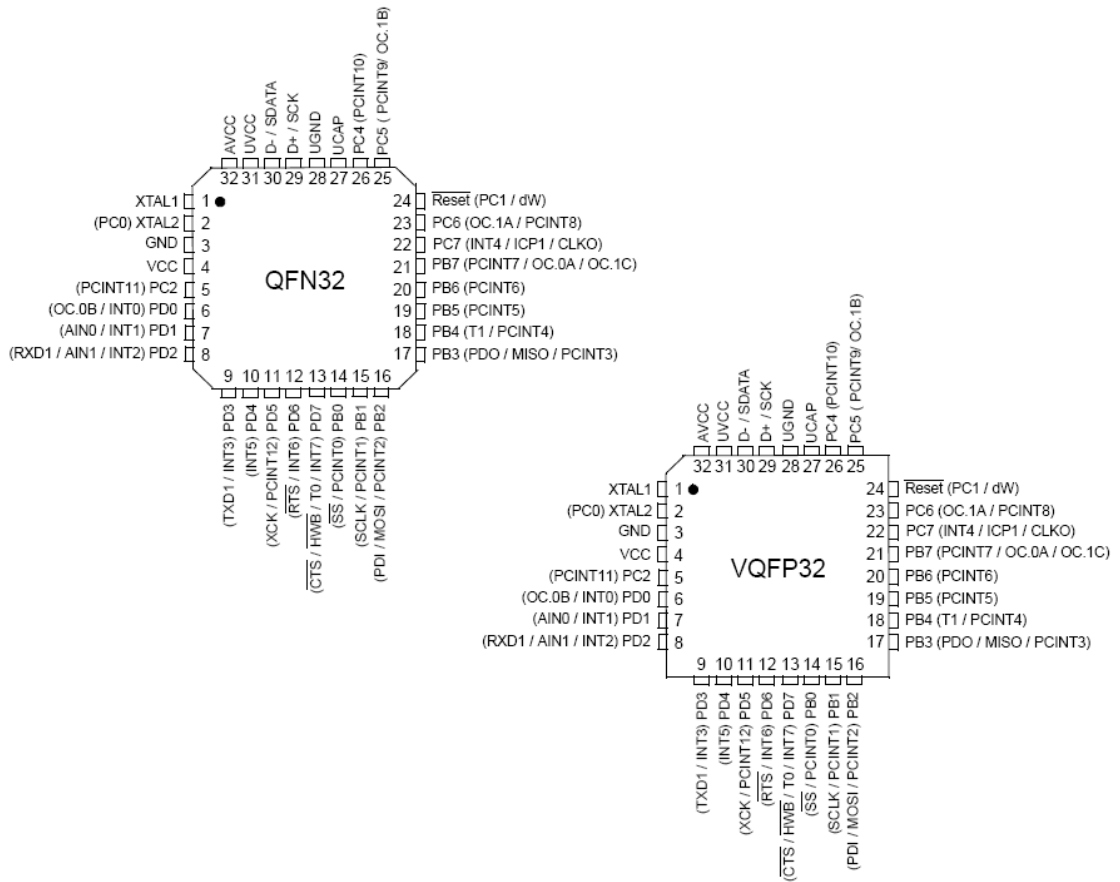 AVCC
UVCC
D- / SDATA
D+ / SCK
UGND
UCAP
PC4 (PCINT10)
PC5 ( PCINT9/ OC.1B)
32 31 30 29 28 27 26 25
XTAL1 1
(PC0) XTAL2 2
GND 3
VCC 4
(PCINT11) PC2 5
(OC.0B / INT0) PD0 6
(AIN0 / INT1) PD1 7
(RXD1 / AIN1 / INT2) PD2 8
QFN32
24 Reset (PC1 / dW)
23 PC6 (OC.1A / PCINT8)
22 PC7 (INT4 / ICP1 / CLKO)
21 PB7 (PCINT7 / OC.0A / OC.1C)
20 PB6 (PCINT6)
19 PB5 (PCINT5)
18 PB4 (T1 / PCINT4)
17 PB3 (PDO / MISO / PCINT3)
9 10 11 12 13 14 15 16
(TXD1 / INT3) PD3
(INT5) PD4
(XCK / PCINT12) PD5
(RTS / INT6) PD6
(CTS / HWB / T0 / INT7) PD7
(SS / PCINT0) PB0
(SCLK / PCINT1) PB1
(PDI / MOSI / PCINT2) PB2
AVCC
UVCC
D- / SDATA
D+ / SCK
UGND
UCAP
PC4 (PCINT10)
PC5 ( PCINT9/ OC.1B)
32 31 30 29 28 27 26 25
XTAL1 1
(PC0) XTAL2 2
GND 3
VCC 4
(PCINT11) PC2 5
(OC.0B / INT0) PD0 6
(AIN0 / INT1) PD1 7
(RXD1 / AIN1 / INT2) PD2 8
VQFP32
24 Reset (PC1 / dW)
23 PC6 (OC.1A / PCINT8)
22 PC7 (INT4 / ICP1 / CLKO)
21 PB7 (PCINT7 / OC.0A / OC.1C)
20 PB6 (PCINT6)
19 PB5 (PCINT5)
18 PB4 (T1 / PCINT4)
17 PB3 (PDO / MISO / PCINT3)
9 10 11 12 13 14 15 16
(TXD1 / INT3) PD3
(INT5) PD4
(XCK / PCINT12) PD5
(RTS / INT6) PD6
(CTS / HWB / T0 / INT7) PD7
(SS / PCINT0) PB0
(SCLK / PCINT1) PB1
(PDI / MOSI / PCINT2) PB2